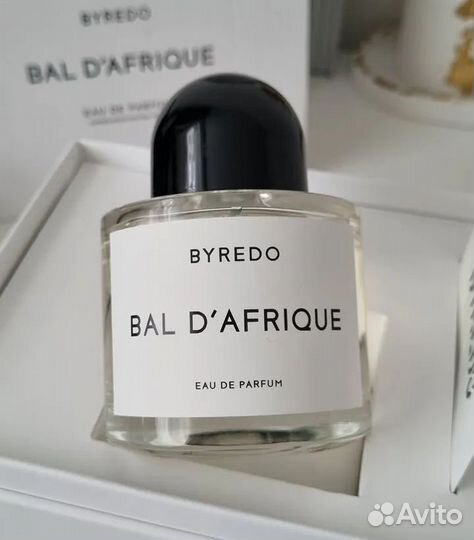 BYREDO
BAL D'AFRIQUE
EAU DE PARFUM
BYREDO
BAL D'AFRIQUE
EAU DE PARFUM
Avito